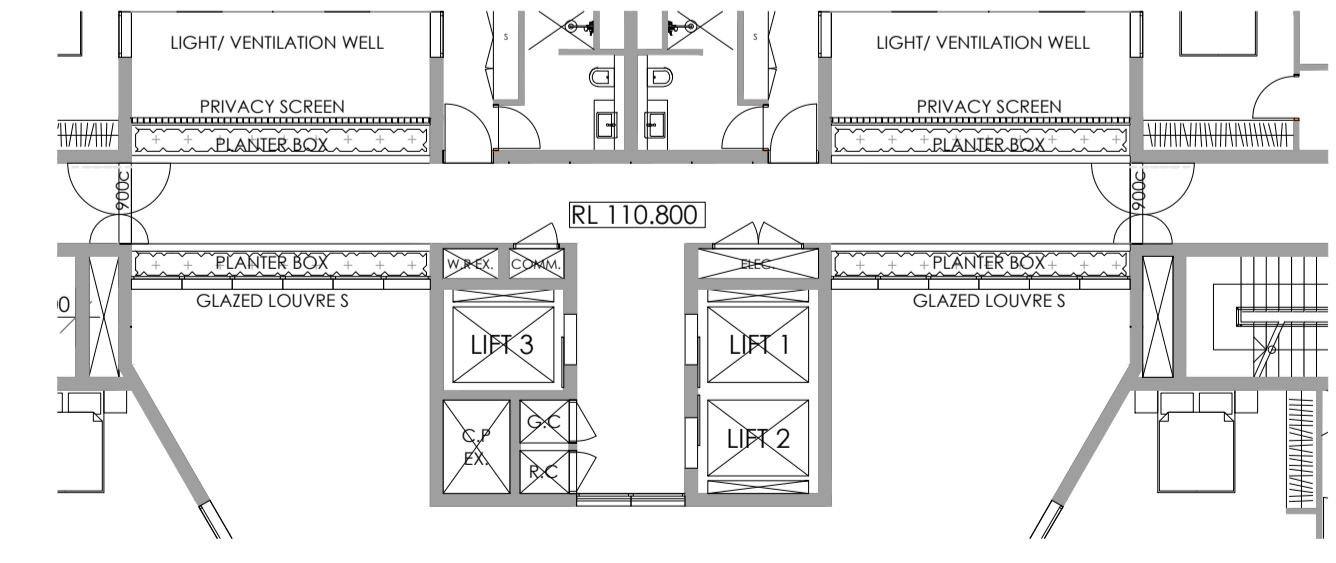 LIGHT/ VENTILATION WELL
S
S
LIGHT/ VENTILATION WELL
PRIVACY SCREEN
PRIVACY SCREEN
PLANTER BOX
PLANTER BOX
900c
900c
RL 110.800
PLANTER BOX
W.R EX.
COMM.
ELEC.
PLANTER BOX
GLAZED LOUVRE S
GLAZED LOUVRE S
LIFT 3
LIFT 1
G.C
C.P
EX.
LIFT 2
R.C